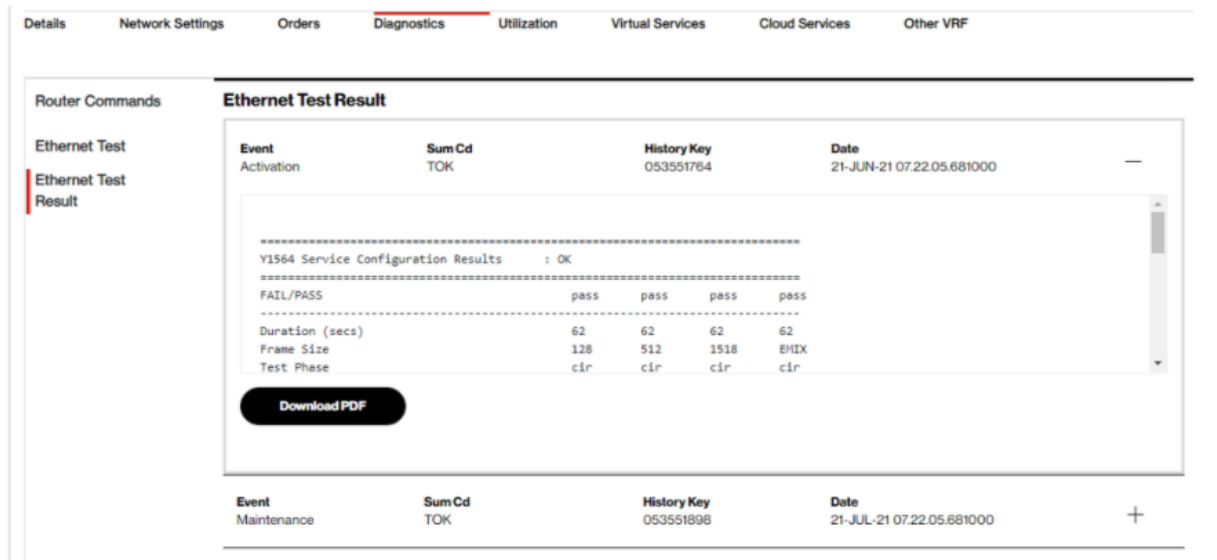 Details Network Settings Orders Diagnostics Utilization Virtual Services Cloud Services Other VRF
Router Commands
Ethernet Test
Ethernet Test
Result
Ethernet Test Result
Event Sum Cd History Key Date
Activation TOK 053551764 21-JUN-21 07.22.05.681000
===============================================================================
Y1564 Service Configuration Results : OK
===============================================================================
FAIL/PASS pass pass pass pass
-------------------------------------------------------------------------------
Duration (secs) 62 62 62 62
Frame Size 128 512 1518 EMIX
Test Phase cir cir cir cir
Download PDF
Event Sum Cd History Key Date
Maintenance TOK 053551898 21-JUL-21 07.22.05.681000